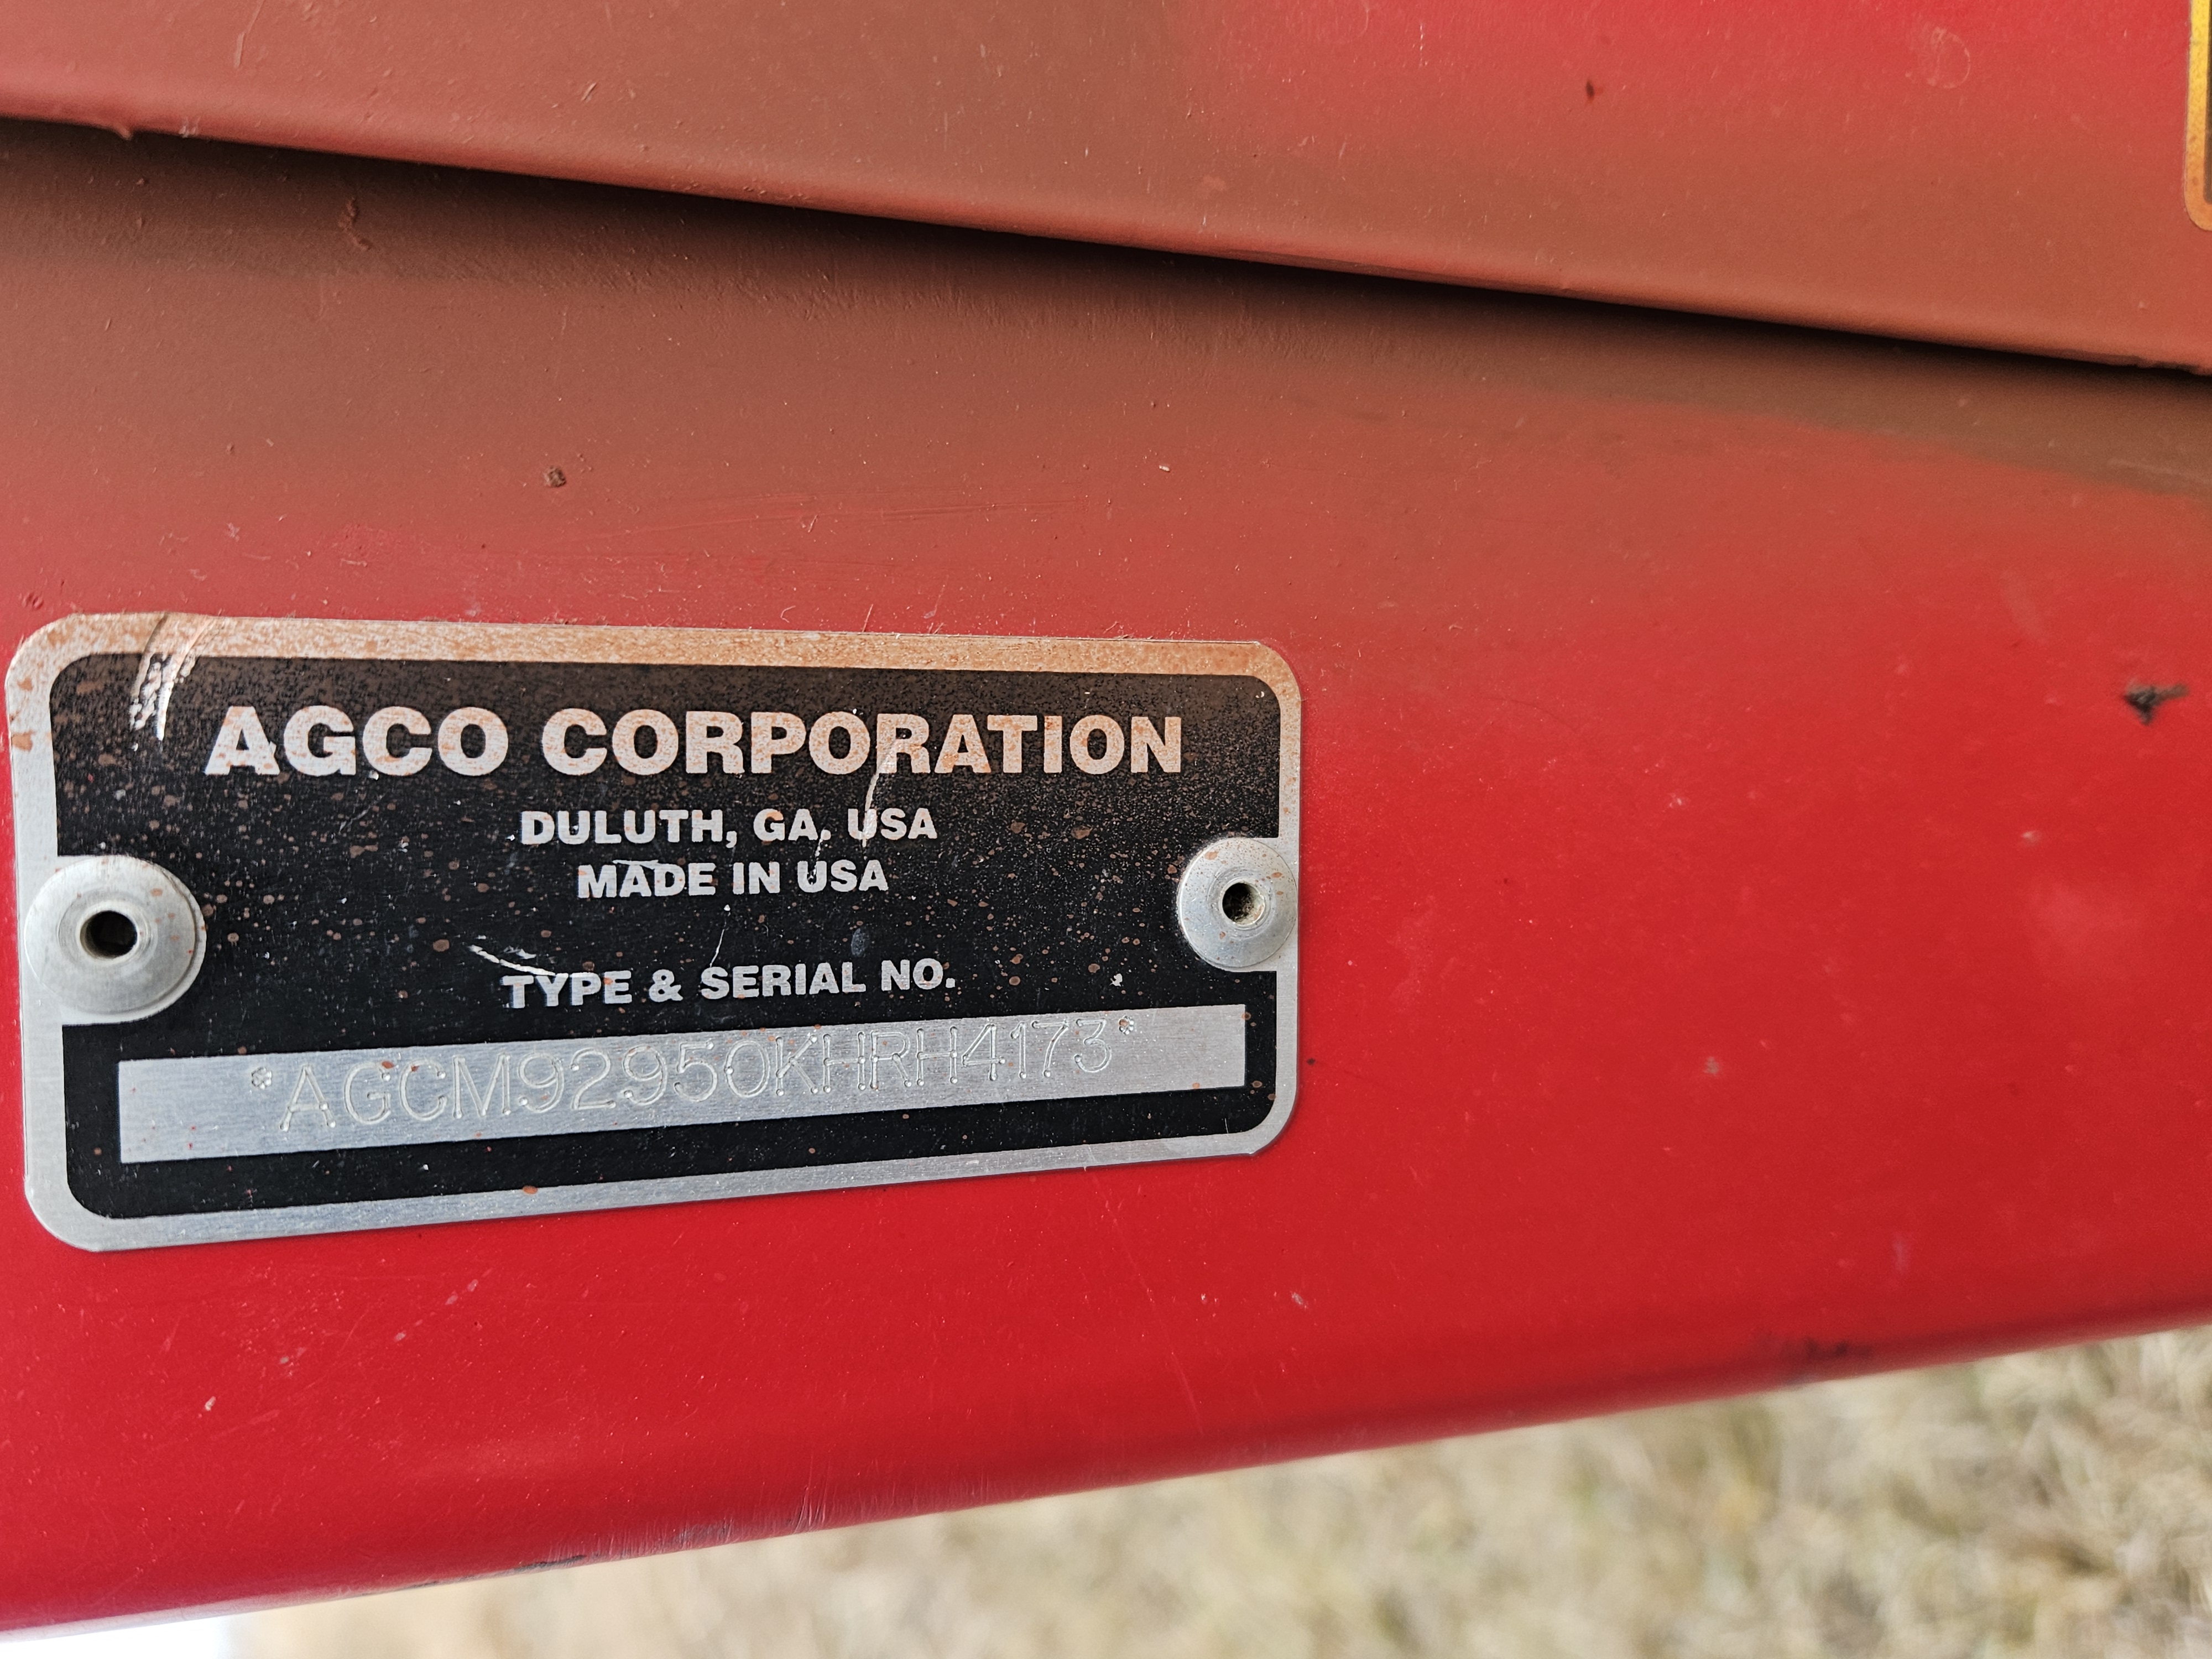 AGCO CORPORATION
DULUTH, GA. USA
MADE IN USA
TYPE & SERIAL NO.
*AGCM92950KHRH4173*